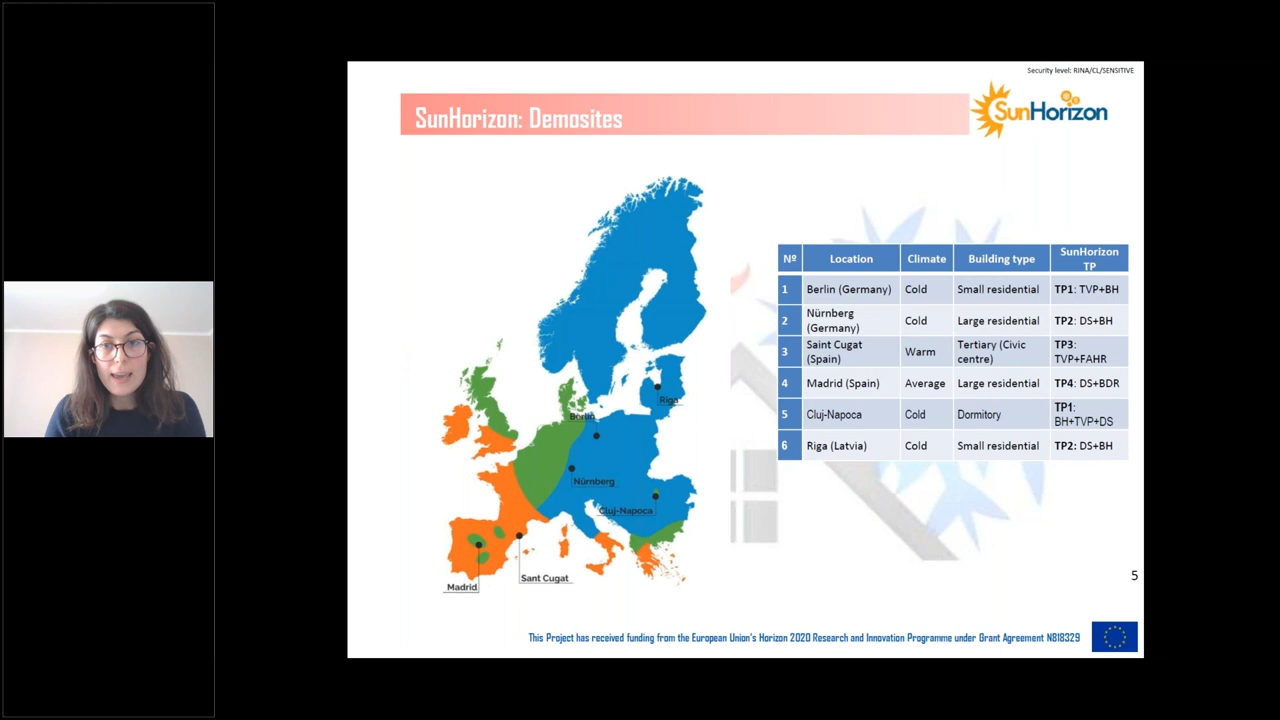 Security level: RINA/CL/SENSITIVE
SunHorizon: Demosites
SunHorizon
Riga
Berlin
Nürnberg
Cluj-Napoca
Sant Cugat
Madrid
Nº Location Climate Building type SunHorizon TP
1 Berlin (Germany) Cold Small residential TP1: TVP+BH
2 Nürnberg (Germany) Cold Large residential TP2: DS+BH
3 Saint Cugat (Spain) Warm Tertiary (Civic centre) TP3: TVP+FAHR
4 Madrid (Spain) Average Large residential TP4: DS+BDR
5 Cluj-Napoca Cold Dormitory TP1: BH+TVP+DS
6 Riga (Latvia) Cold Small residential TP2: DS+BH
5
This Project has received funding from the European Union's Horizon 2020 Research and Innovation Programme under Grant Agreement N818329